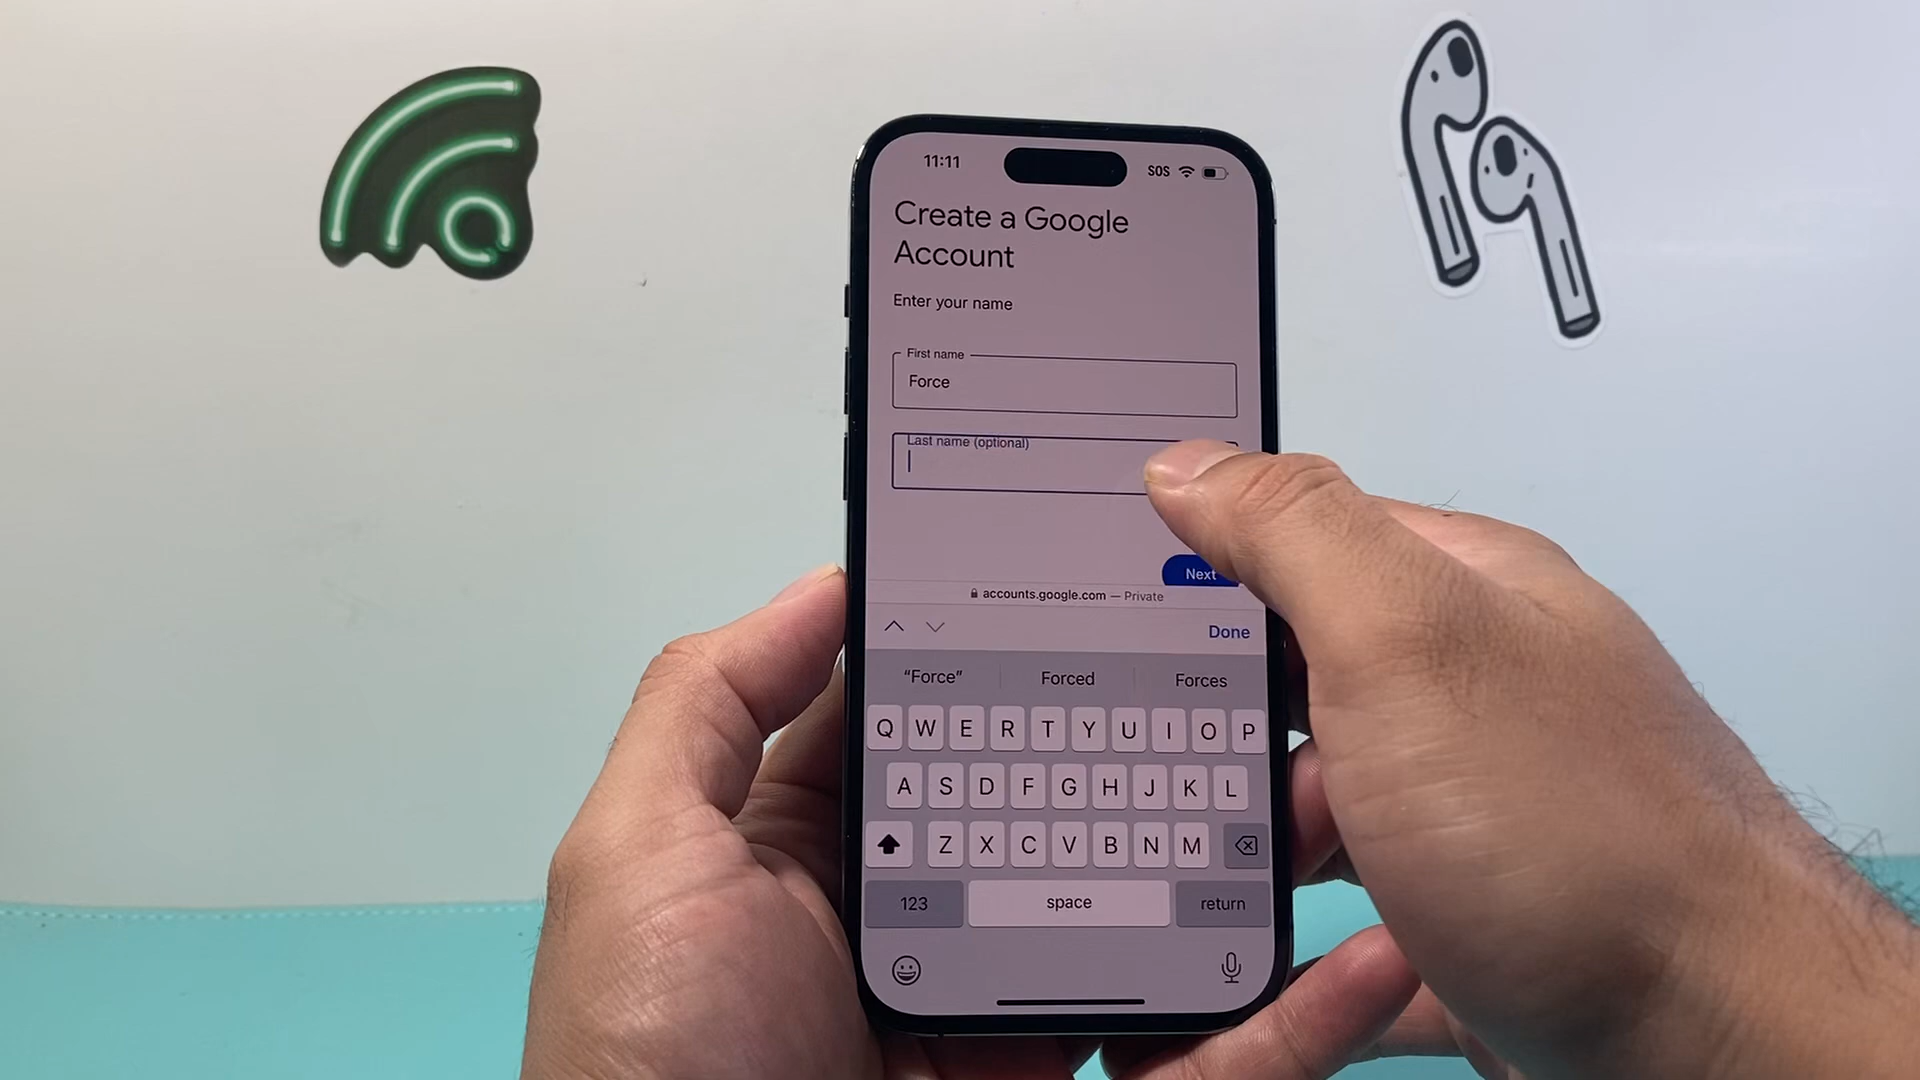 11:11
SOS
Create a Google
Account
Enter your name
First name
Force
Last name (optional)
Next
accounts.google.com — Private
Done
“Force” Forced Forces
Q W E R T Y U I O P
A S D F G H J K L
Z X C V B N M
123 space return